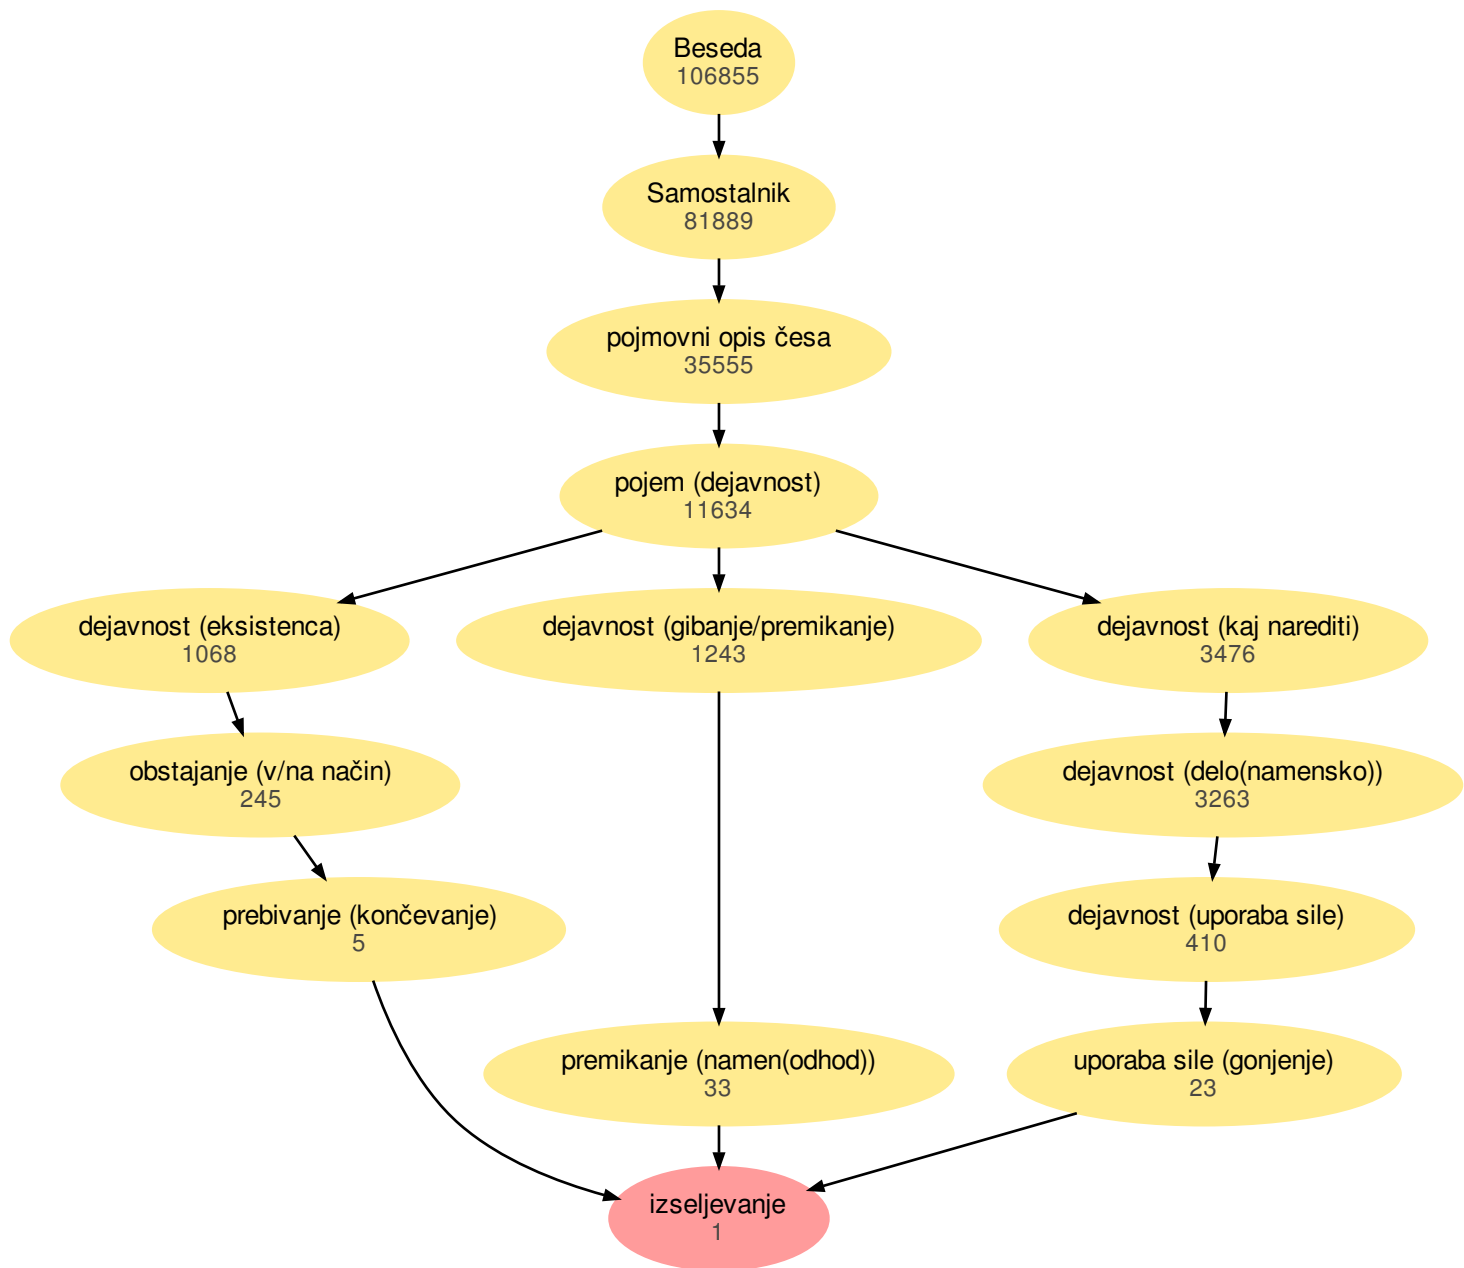 Beseda
106855
Samostalnik
81889
pojmovni opis česa
35555
pojem (dejavnost)
11634
dejavnost (eksistenca)
1068
dejavnost (gibanje/premikanje)
1243
dejavnost (kaj narediti)
3476
obstajanje (v/na način)
245
dejavnost (delo(namensko))
3263
prebivanje (končevanje)
5
dejavnost (uporaba sile)
410
premikanje (namen(odhod))
33
uporaba sile (gonjenje)
23
izseljevanje
1